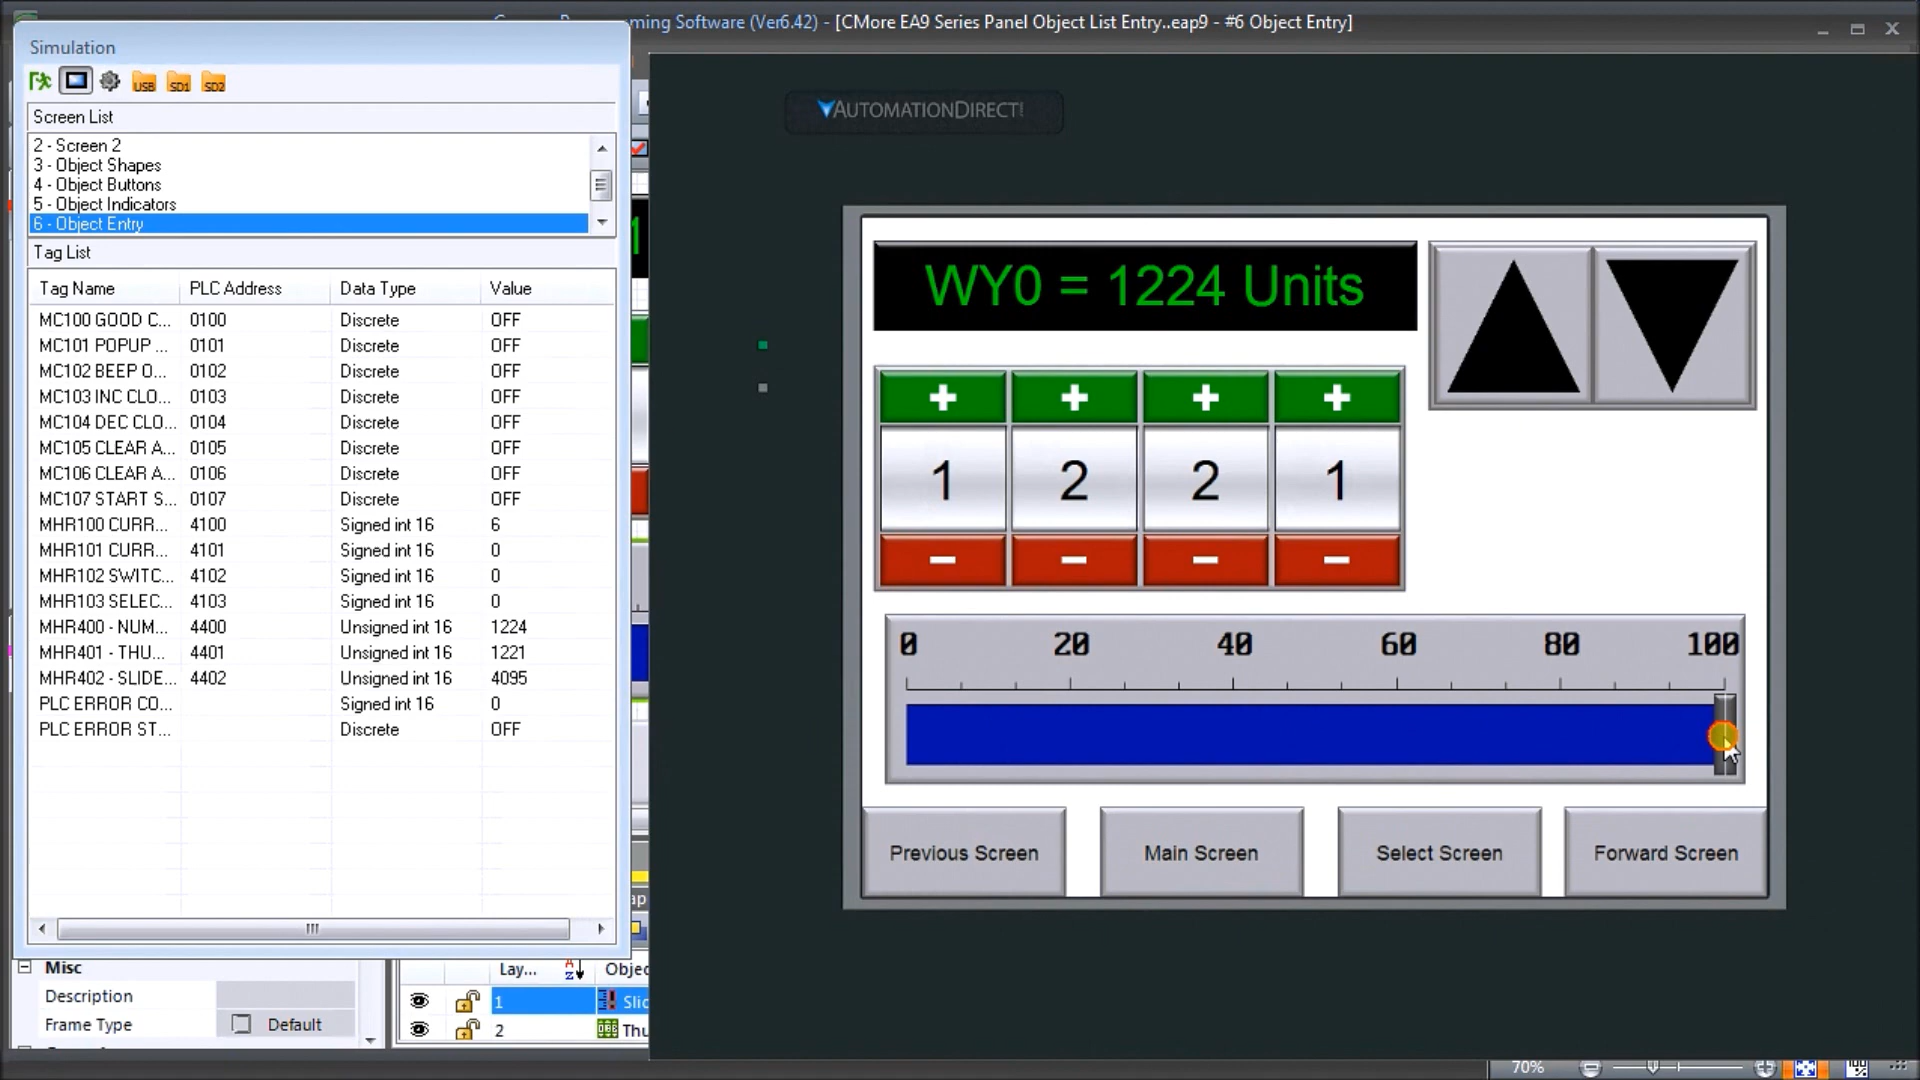 ming Software (Ver6.42) - [CMore EA9 Series Panel Object List Entry..eap9 - #6 Object Entry]
Simulation
USB SD1 SD2
Screen List
2 - Screen 2
3 - Object Shapes
4 - Object Buttons
5 - Object Indicators
6 - Object Entry
Tag List
Tag Name PLC Address Data Type Value
MC100 GOOD C... 0100 Discrete OFF
MC101 POPUP ... 0101 Discrete OFF
MC102 BEEP O... 0102 Discrete OFF
MC103 INC CLO... 0103 Discrete OFF
MC104 DEC CLO... 0104 Discrete OFF
MC105 CLEAR A... 0105 Discrete OFF
MC106 CLEAR A... 0106 Discrete OFF
MC107 START S... 0107 Discrete OFF
MHR100 CURR... 4100 Signed int 16 6
MHR101 CURR... 4101 Signed int 16 0
MHR102 SWITC... 4102 Signed int 16 0
MHR103 SELEC... 4103 Signed int 16 0
MHR400 - NUM... 4400 Unsigned int 16 1224
MHR401 - THU... 4401 Unsigned int 16 1221
MHR402 - SLIDE... 4402 Unsigned int 16 4095
PLC ERROR CO... Signed int 16 0
PLC ERROR ST... Discrete OFF
Misc
Description
Frame Type Default
Lay... Objec
1 Slic
2 Thu
AUTOMATIONDIRECT!
WY0 = 1224 Units
+ + + +
1 2 2 1
- - - -
0 20 40 60 80 100
Previous Screen Main Screen Select Screen Forward Screen
70%